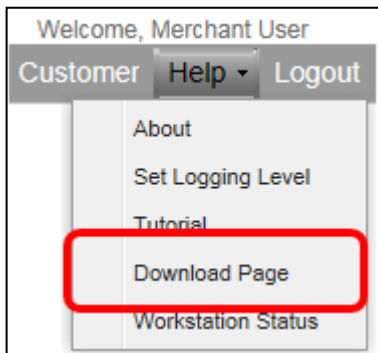 Welcome, Merchant User
Customer Help Logout
About
Set Logging Level
Tutorial
Download Page
Workstation Status